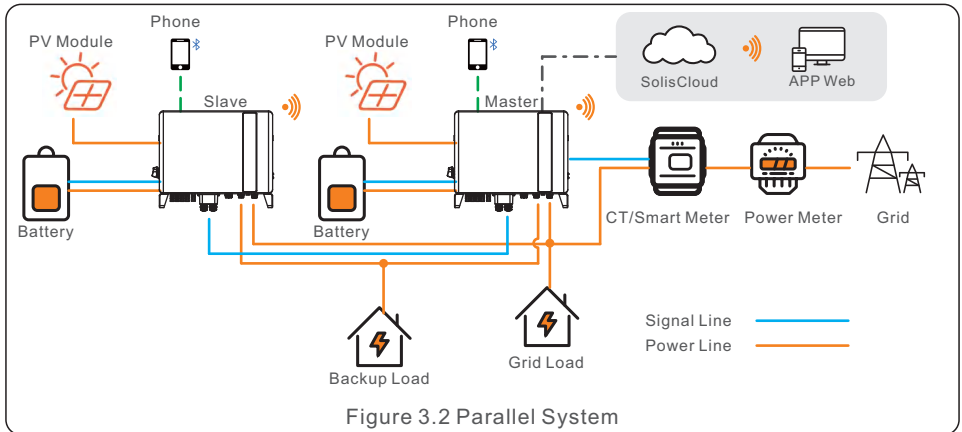 Phone
PV Module
Slave
Battery
Phone
PV Module
Master
Battery
SolisCloud
APP Web
CT/Smart Meter
Power Meter
Grid
Backup Load
Grid Load
Signal Line
Power Line
Figure 3.2 Parallel System